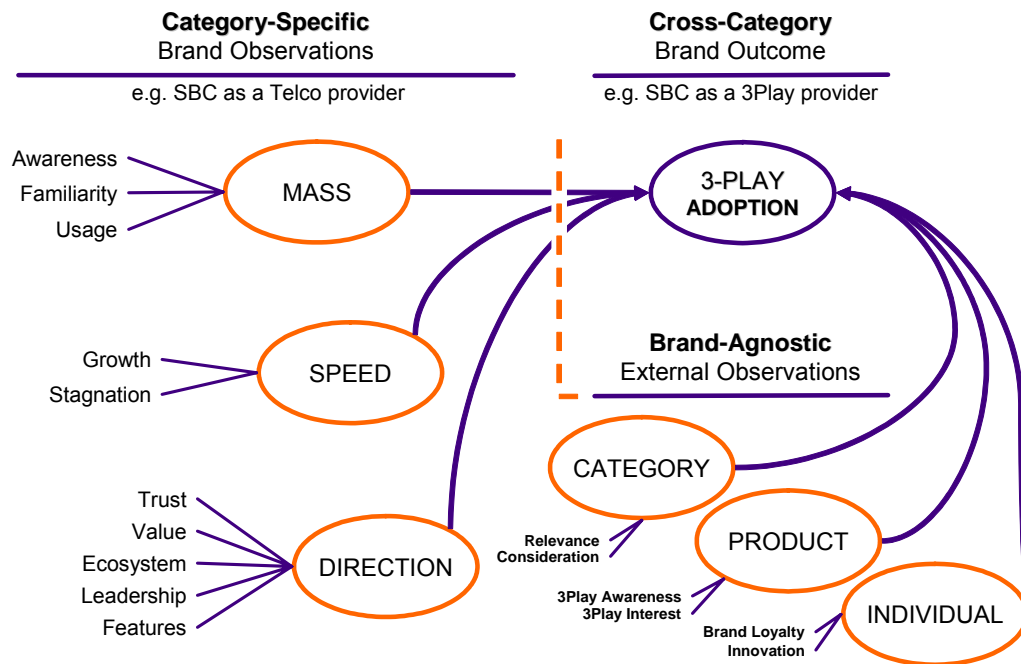 Category-Specific
Brand Observations
e.g. SBC as a Telco provider
Cross-Category
Brand Outcome
e.g. SBC as a 3Play provider
Awareness
Familiarity
Usage
MASS
3-PLAY
ADOPTION
Growth
Stagnation
SPEED
Brand-Agnostic
External Observations
Trust
Value
Ecosystem
Leadership
Features
DIRECTION
CATEGORY
Relevance
Consideration
PRODUCT
3Play Awareness
3Play Interest
INDIVIDUAL
Brand Loyalty
Innovation